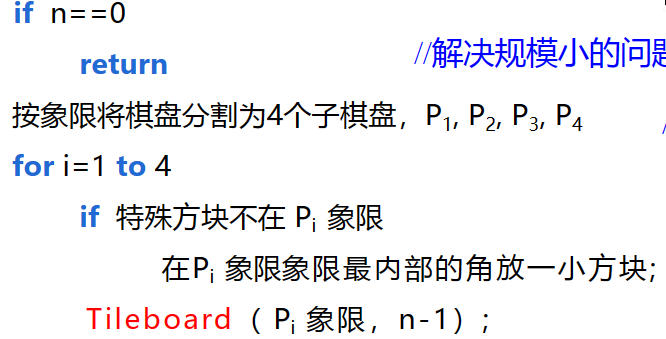 if n==0
return //解决规模小的问题
按象限将棋盘分割为4个子棋盘，P₁, P₂, P₃, P₄ /
for i=1 to 4
if 特殊方块不在 Pᵢ 象限
在Pᵢ 象限象限最内部的角放一小方块；
Tileboard（ Pᵢ 象限，n-1）；